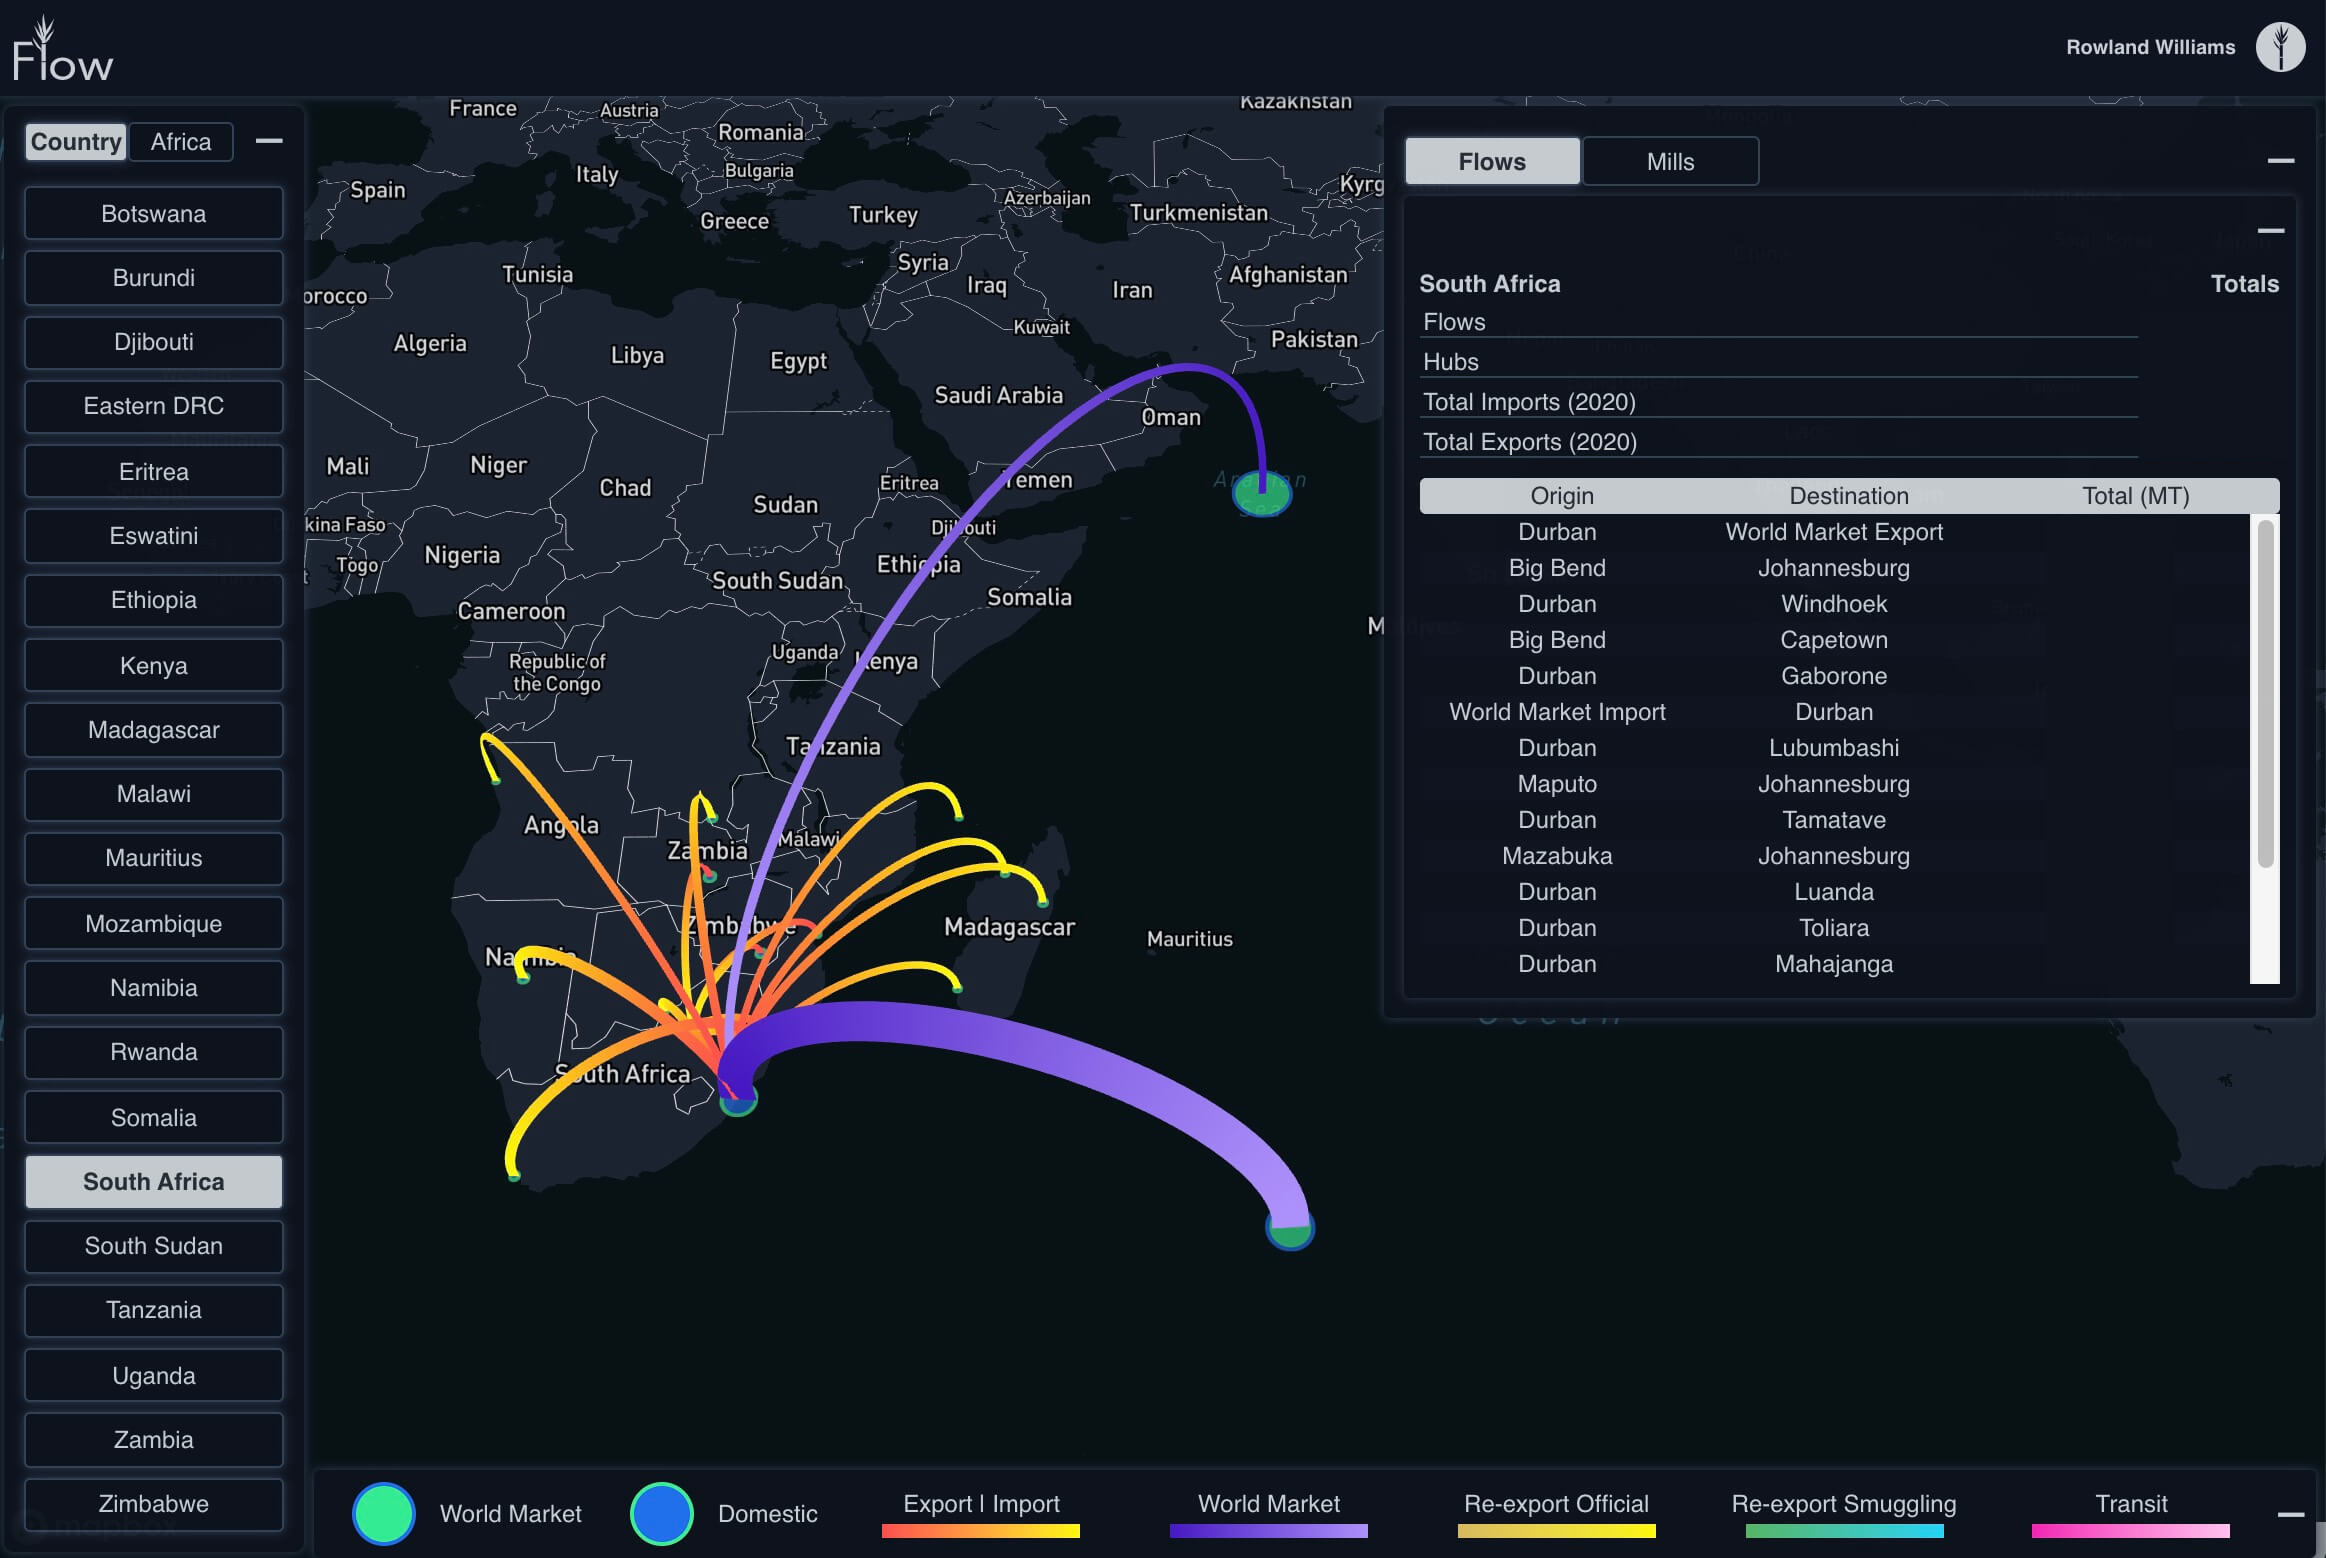 Flow
Rowland Williams
Country
Africa
Botswana
Burundi
Djibouti
Eastern DRC
Eritrea
Eswatini
Ethiopia
Kenya
Madagascar
Malawi
Mauritius
Mozambique
Namibia
Rwanda
Somalia
South Africa
South Sudan
Tanzania
Uganda
Zambia
Zimbabwe
mapbox
France
Austria
Romania
Kazakhstan
Italy
Bulgaria
Spain
Azerbaijan
Kyrg
Greece
Turkey
Turkmenistan
Syria
Tunisia
Iraq
Iran
Afghanistan
orocco
Kuwait
Algeria
Libya
Egypt
Pakistan
Saudi Arabia
Oman
Mali
Niger
Chad
Eritrea
Yemen
Arabian
Sea
Sudan
kina Faso
Djibouti
Nigeria
Togo
Ethiopia
South Sudan
Somalia
Cameroon
Maldives
Uganda
Kenya
Republic of
the Congo
Tanzania
Angola
Malawi
Zambia
Zimbabwe
Madagascar
Mauritius
Namibia
South Africa
Ocean
Flows
Mills
South Africa
Totals
Flows
Hubs
Total Imports (2020)
Total Exports (2020)
Origin Destination Total (MT)
Durban World Market Export
Big Bend Johannesburg
Durban Windhoek
Big Bend Capetown
Durban Gaborone
World Market Import Durban
Durban Lubumbashi
Maputo Johannesburg
Durban Tamatave
Mazabuka Johannesburg
Durban Luanda
Durban Toliara
Durban Mahajanga
World Market
Domestic
Export | Import
World Market
Re-export Official
Re-export Smuggling
Transit